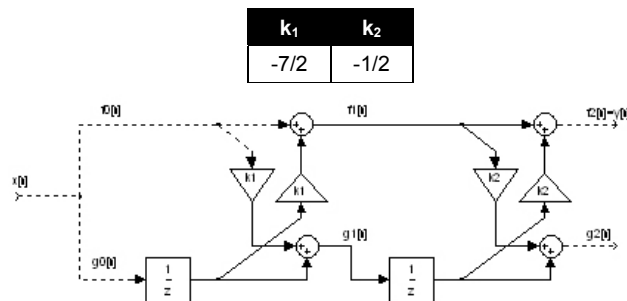 k₁ k₂
-7/2 -1/2
f0[i] f1[i] f2[i]=y[i]
+ +
+ +
x[i] k1 k1 k2 k2
g0[i] g1[i] g2[i]
+ +
+ +
1 1
z z